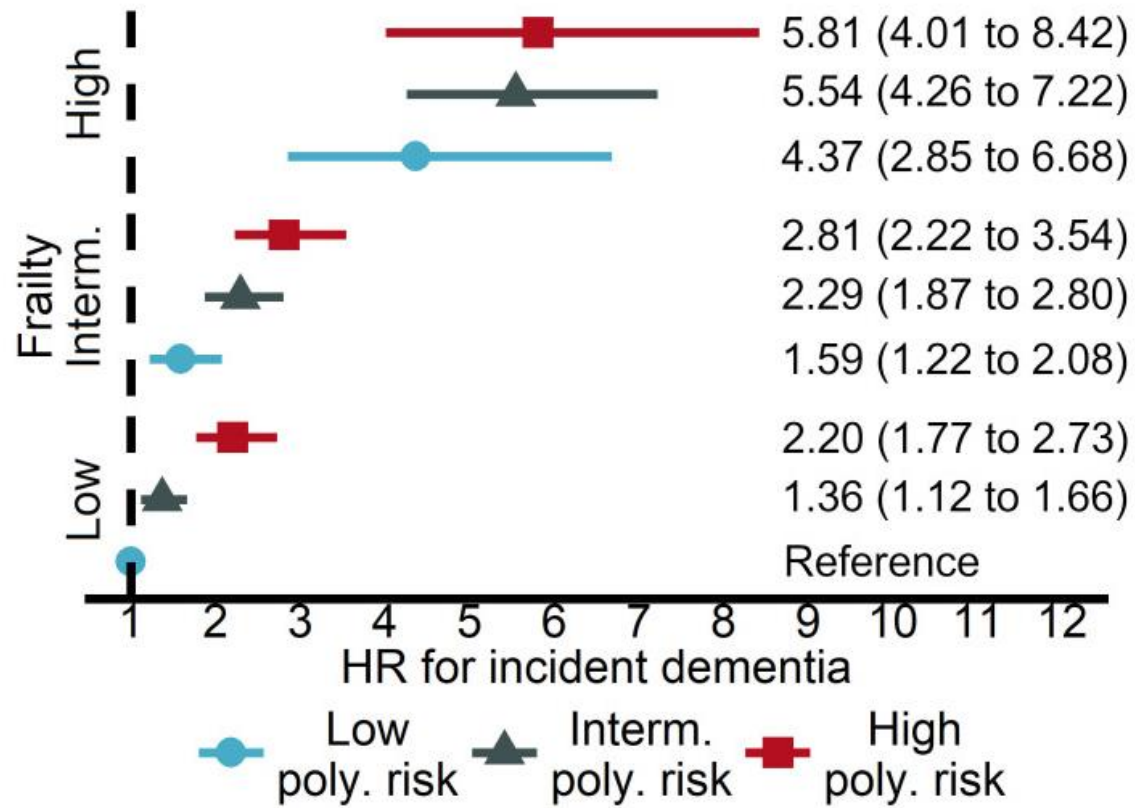 5.81 (4.01 to 8.42)
5.54 (4.26 to 7.22)
4.37 (2.85 to 6.68)
2.81 (2.22 to 3.54)
2.29 (1.87 to 2.80)
1.59 (1.22 to 2.08)
2.20 (1.77 to 2.73)
1.36 (1.12 to 1.66)
Reference
Frailty
High
Interm.
Low
1 2 3 4 5 6 7 8 9 10 11 12
HR for incident dementia
Low
poly. risk
Interm.
poly. risk
High
poly. risk